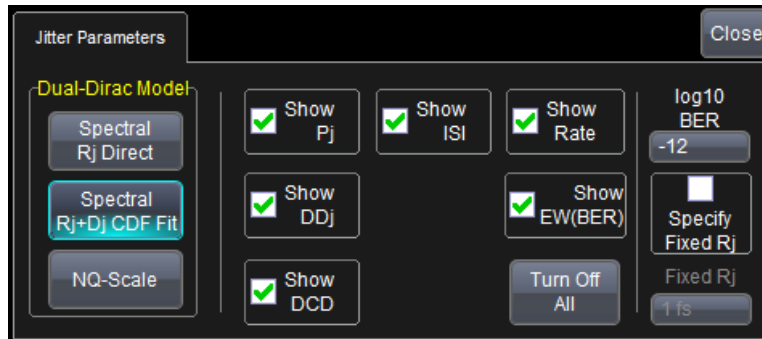 Jitter Parameters
Close
Dual-Dirac Model
Spectral
Rj Direct
Spectral
Rj+Dj CDF Fit
NQ-Scale
Show
Pj
Show
ISI
Show
Rate
Show
DDj
Show
EW(BER)
Show
DCD
Turn Off
All
log10
BER
-12
Specify
Fixed Rj
Fixed Rj
1 fs